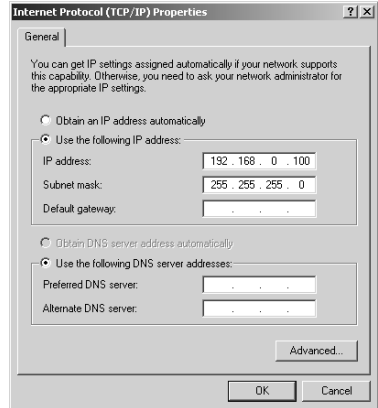 Internet Protocol (TCP/IP) Properties
? X
General
You can get IP settings assigned automatically if your network supports
this capability. Otherwise, you need to ask your network administrator for
the appropriate IP settings.
Obtain an IP address automatically
Use the following IP address:
IP address: 192 . 168 . 0 . 100
Subnet mask: 255 . 255 . 255 . 0
Default gateway: . . .
Obtain DNS server address automatically
Use the following DNS server addresses:
Preferred DNS server: . . .
Alternate DNS server: . . .
Advanced...
OK Cancel